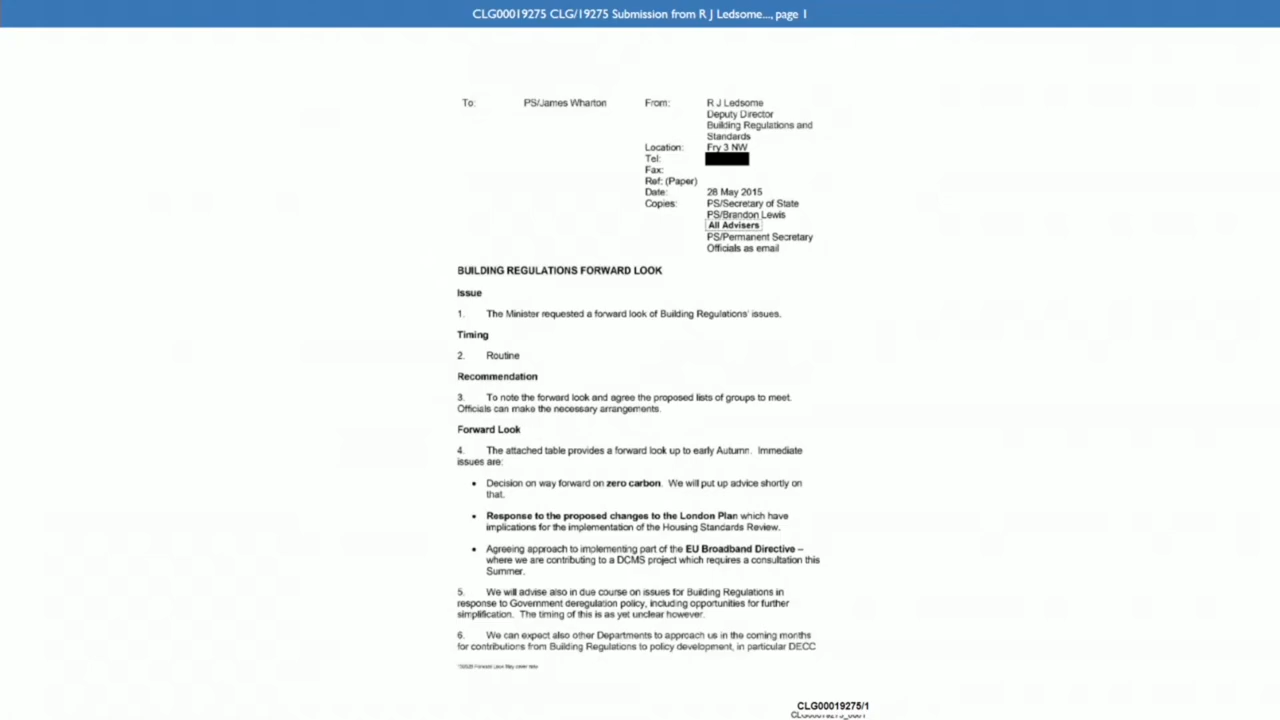 CLG00019275 CLG/19275 Submission from R J Ledsome..., page 1
To: PS/James Wharton From: R J Ledsome
Deputy Director
Building Regulations and
Standards
Location: Fry 3 NW
Tel:
Fax:
Ref: (Paper)
Date: 28 May 2015
Copies: PS/Secretary of State
PS/Brandon Lewis
All Advisers
PS/Permanent Secretary
Officials as email
BUILDING REGULATIONS FORWARD LOOK
Issue
1. The Minister requested a forward look of Building Regulations' issues.
Timing
2. Routine
Recommendation
3. To note the forward look and agree the proposed lists of groups to meet.
Officials can make the necessary arrangements.
Forward Look
4. The attached table provides a forward look up to early Autumn. Immediate
issues are:
• Decision on way forward on zero carbon. We will put up advice shortly on
that.
• Response to the proposed changes to the London Plan which have
implications for the implementation of the Housing Standards Review.
• Agreeing approach to implementing part of the EU Broadband Directive –
where we are contributing to a DCMS project which requires a consultation this
Summer.
5. We will advise also in due course on issues for Building Regulations in
response to Government deregulation policy, including opportunities for further
simplification. The timing of this is as yet unclear however.
6. We can expect also other Departments to approach us in the coming months
for contributions from Building Regulations to policy development, in particular DECC
Forward Look May cover note
CLG00019275/1
CLG00019275_0001